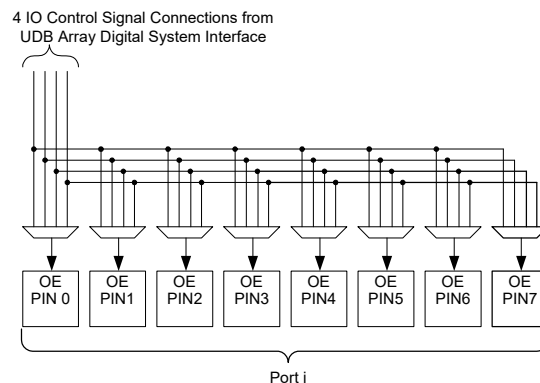 4 IO Control Signal Connections from
UDB Array Digital System Interface
OE
PIN 0
OE
PIN1
OE
PIN2
OE
PIN3
OE
PIN4
OE
PIN5
OE
PIN6
OE
PIN7
Port i